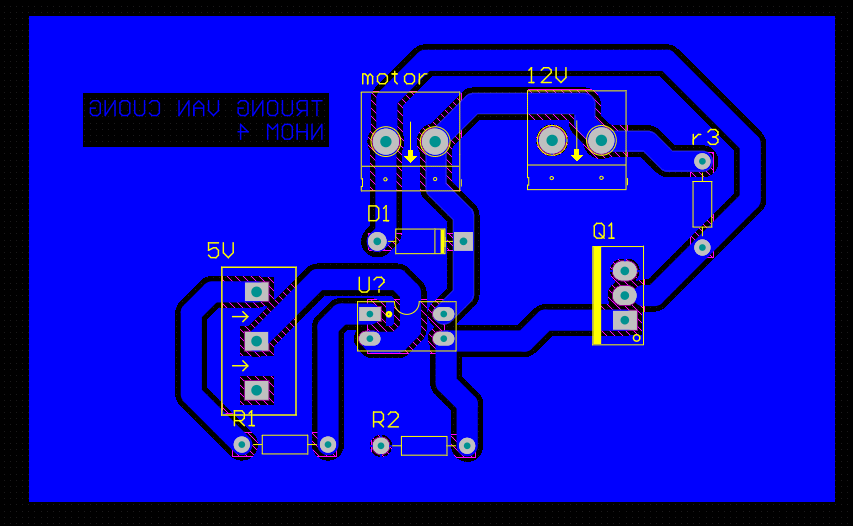 motor
12V
TRUONG VAN CUONG
NHOM 4
r3
D1
Q1
5V
U?
R1
R2